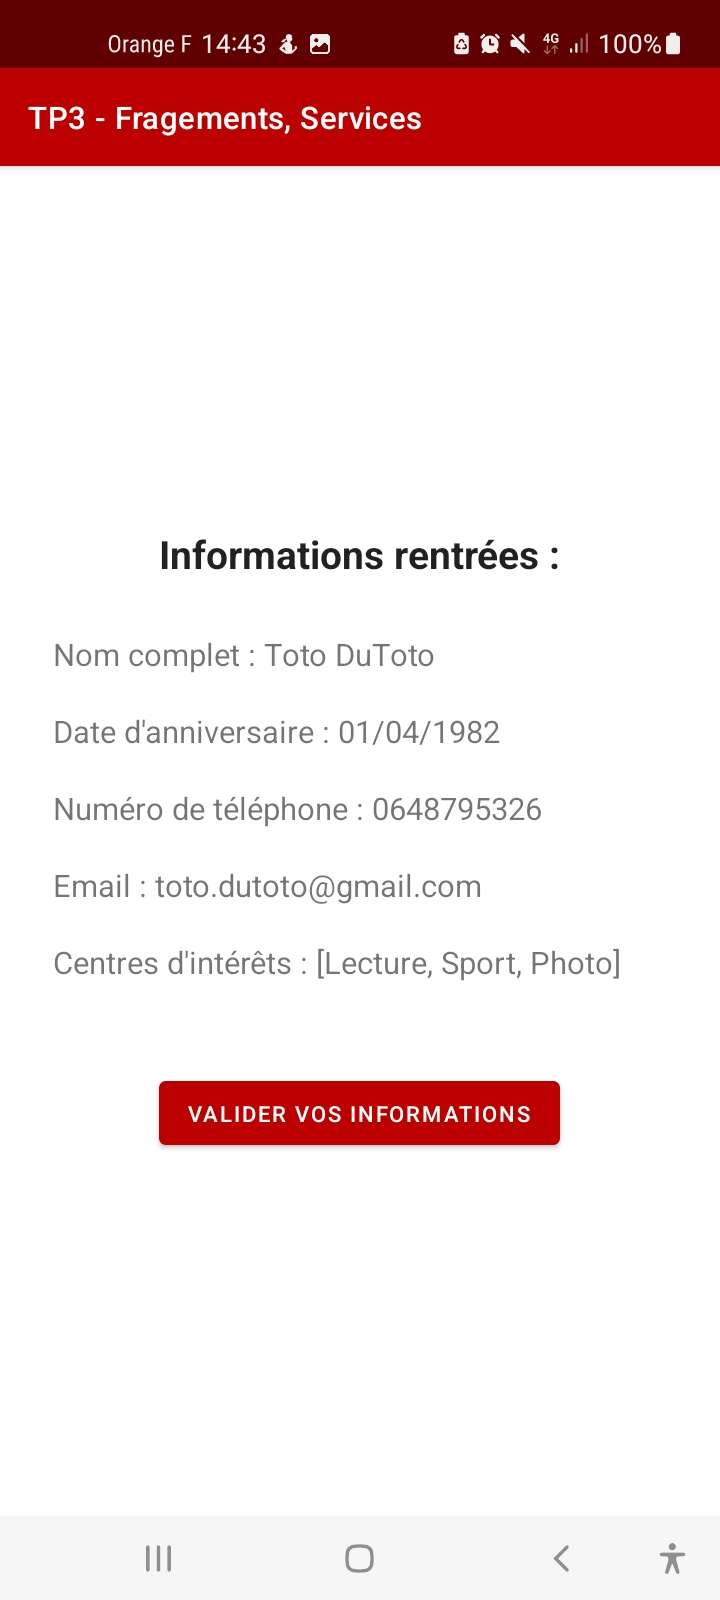 Orange F 14:43 4G 100%
TP3 - Fragements, Services
Informations rentrées :
Nom complet : Toto DuToto
Date d'anniversaire : 01/04/1982
Numéro de téléphone : 0648795326
Email : toto.dutoto@gmail.com
Centres d'intérêts : [Lecture, Sport, Photo]
VALIDER VOS INFORMATIONS